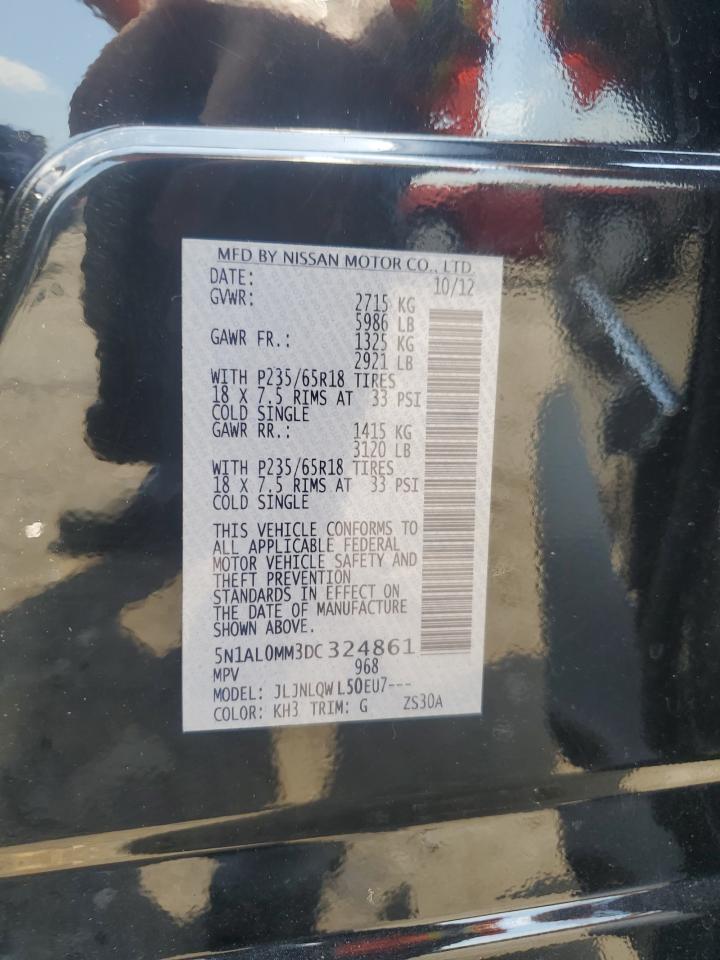 MFD BY NISSAN MOTOR CO., LTD.
DATE: 10/12
GVWR: 2715 KG
5986 LB
GAWR FR.: 1325 KG
2921 LB
WITH P235/65R18 TIRES
18 X 7.5 RIMS AT 33 PSI
COLD SINGLE
GAWR RR.: 1415 KG
3120 LB
WITH P235/65R18 TIRES
18 X 7.5 RIMS AT 33 PSI
COLD SINGLE
THIS VEHICLE CONFORMS TO
ALL APPLICABLE FEDERAL
MOTOR VEHICLE SAFETY AND
THEFT PREVENTION
STANDARDS IN EFFECT ON
THE DATE OF MANUFACTURE
SHOWN ABOVE.
5N1AL0MM3DC324861
MPV 968
MODEL: JLJNLQWL50EU7---
COLOR: KH3 TRIM: G ZS30A